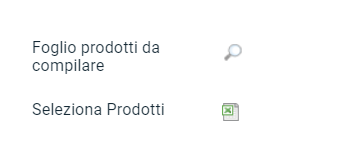 Foglio prodotti da
compilare
Seleziona Prodotti